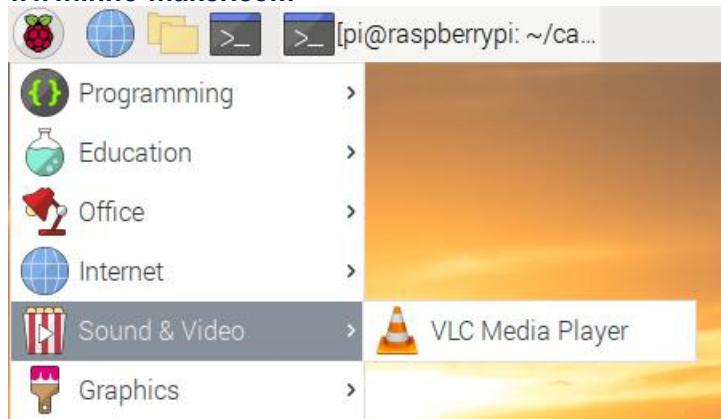 [pi@raspberrypi: ~/ca...
Programming
Education
Office
Internet
Sound & Video
VLC Media Player
Graphics